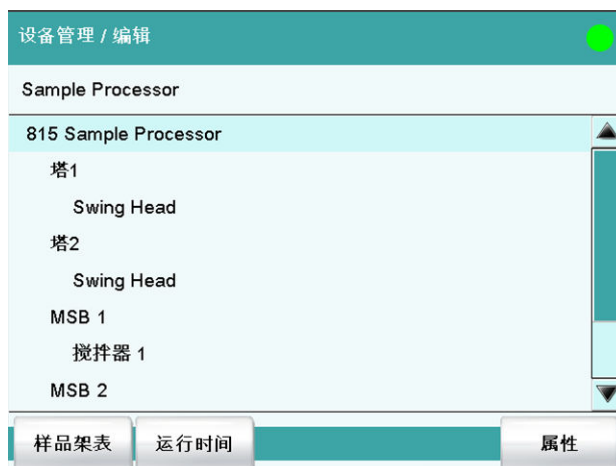 设备管理 / 编辑
Sample Processor
815 Sample Processor
塔1
Swing Head
塔2
Swing Head
MSB 1
搅拌器 1
MSB 2
样品架表 运行时间 属性